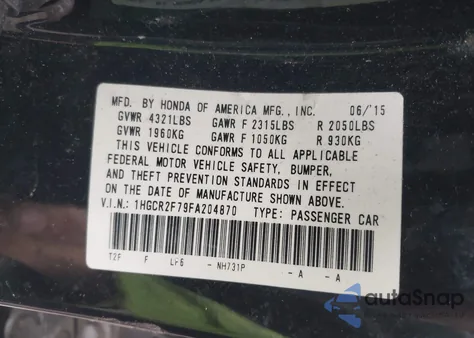 MFD. BY HONDA OF AMERICA MFG., INC. 06/'15
GVWR 4321LBS GAWR F 2315LBS R 2050LBS
GVWR 1960KG GAWR F 1050KG R 930KG
THIS VEHICLE CONFORMS TO ALL APPLICABLE
FEDERAL MOTOR VEHICLE SAFETY, BUMPER,
AND THEFT PREVENTION STANDARDS IN EFFECT
ON THE DATE OF MANUFACTURE SHOWN ABOVE.
V.I.N.: 1HGCR2F79FA204870 TYPE: PASSENGER CAR
T2F F LF6 - NH731P - A - A
autoSnap